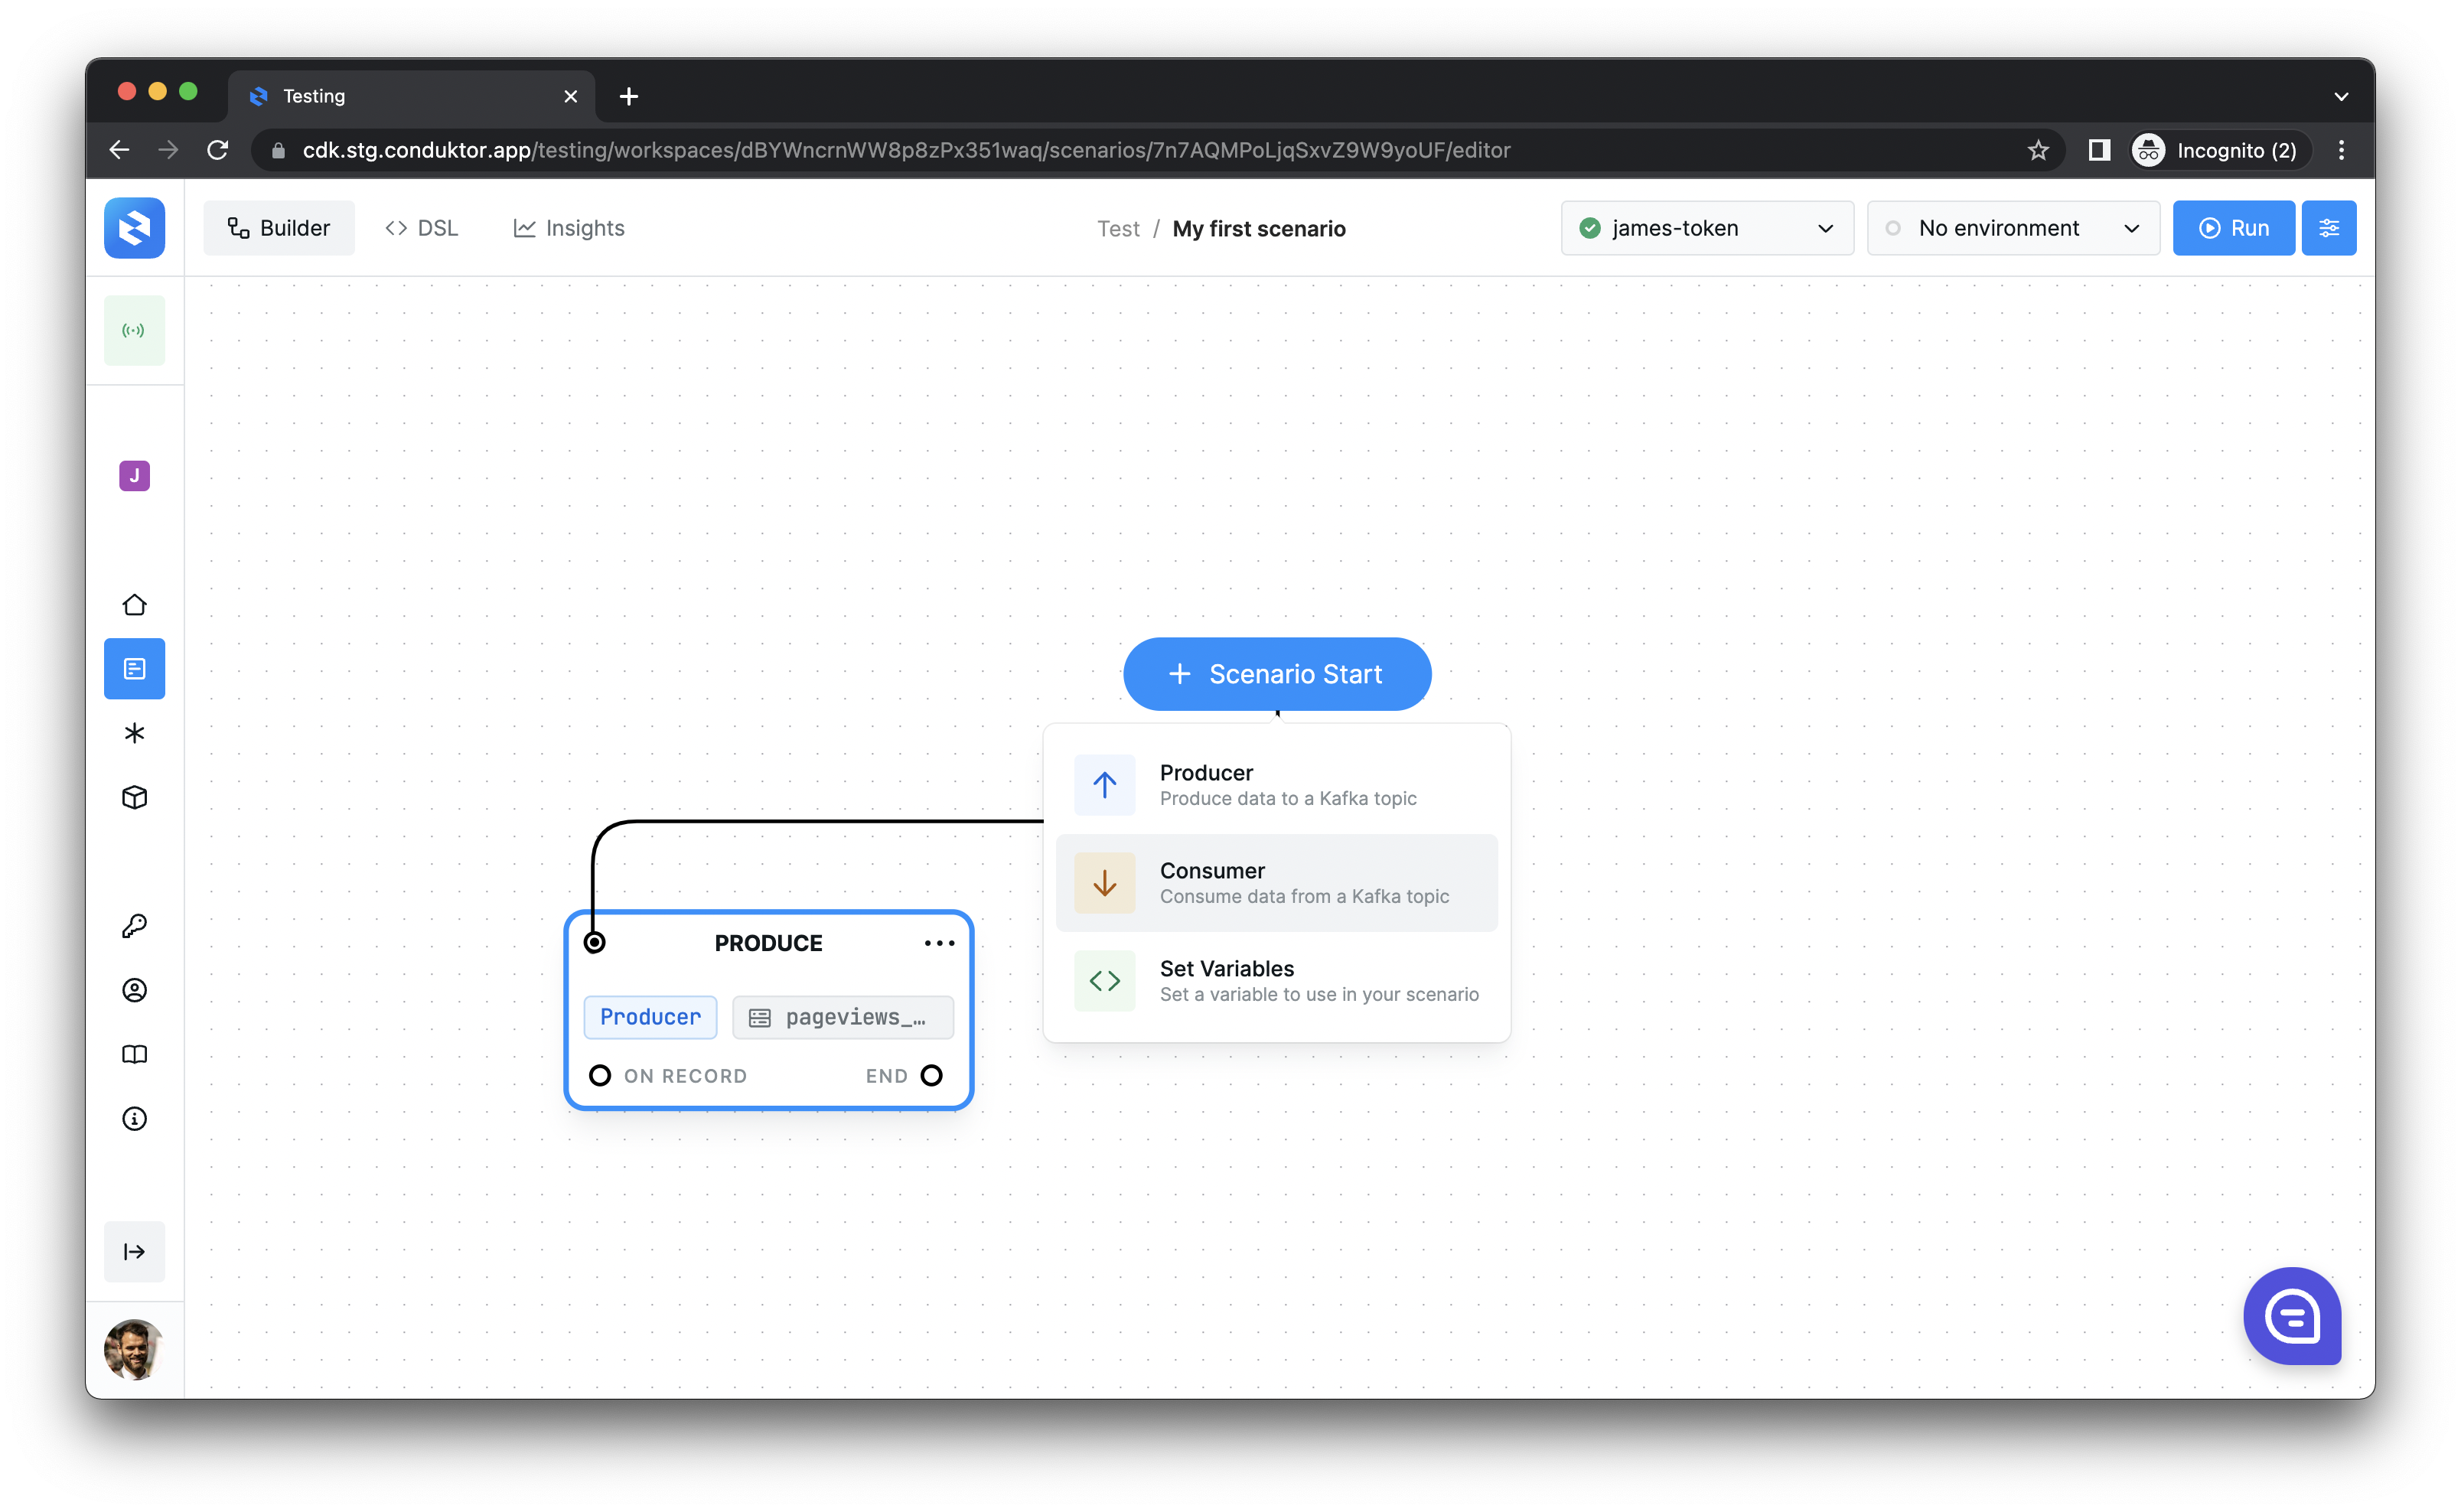 Testing
cdk.stg.conduktor.app/testing/workspaces/dBYWncrnWW8p8zPx351waq/scenarios/7n7AQMPoLjqSxvZ9W9yoUF/editor
Incognito (2)
Builder
DSL
Insights
Test / My first scenario
james-token
No environment
Run
J
Scenario Start
Producer
Produce data to a Kafka topic
Consumer
Consume data from a Kafka topic
Set Variables
Set a variable to use in your scenario
PRODUCE
Producer
pageviews_…
ON RECORD
END